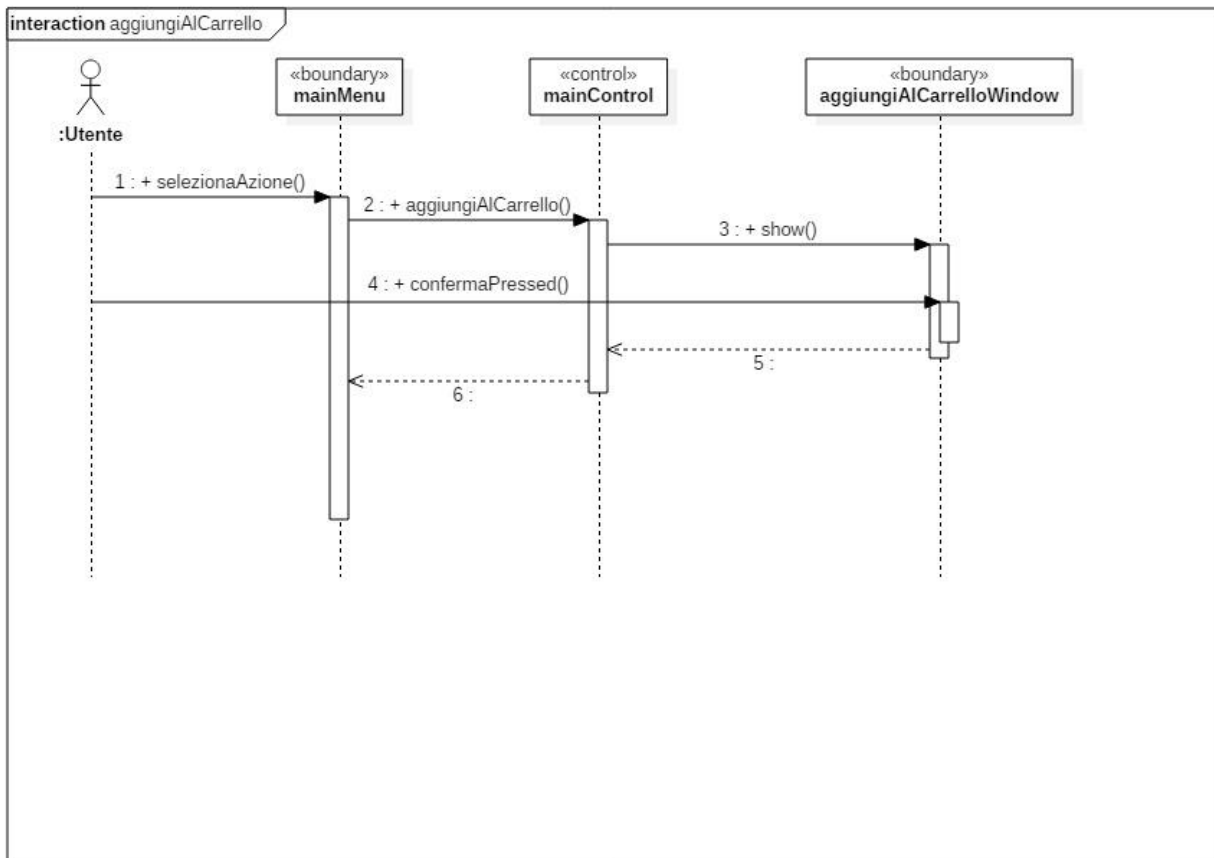 interaction aggiungiAlCarrello
«boundary»
mainMenu
«control»
mainControl
«boundary»
aggiungiAlCarrelloWindow
:Utente
1 : + selezionaAzione()
2 : + aggiungiAlCarrello()
3 : + show()
4 : + confermaPressed()
5 :
6 :